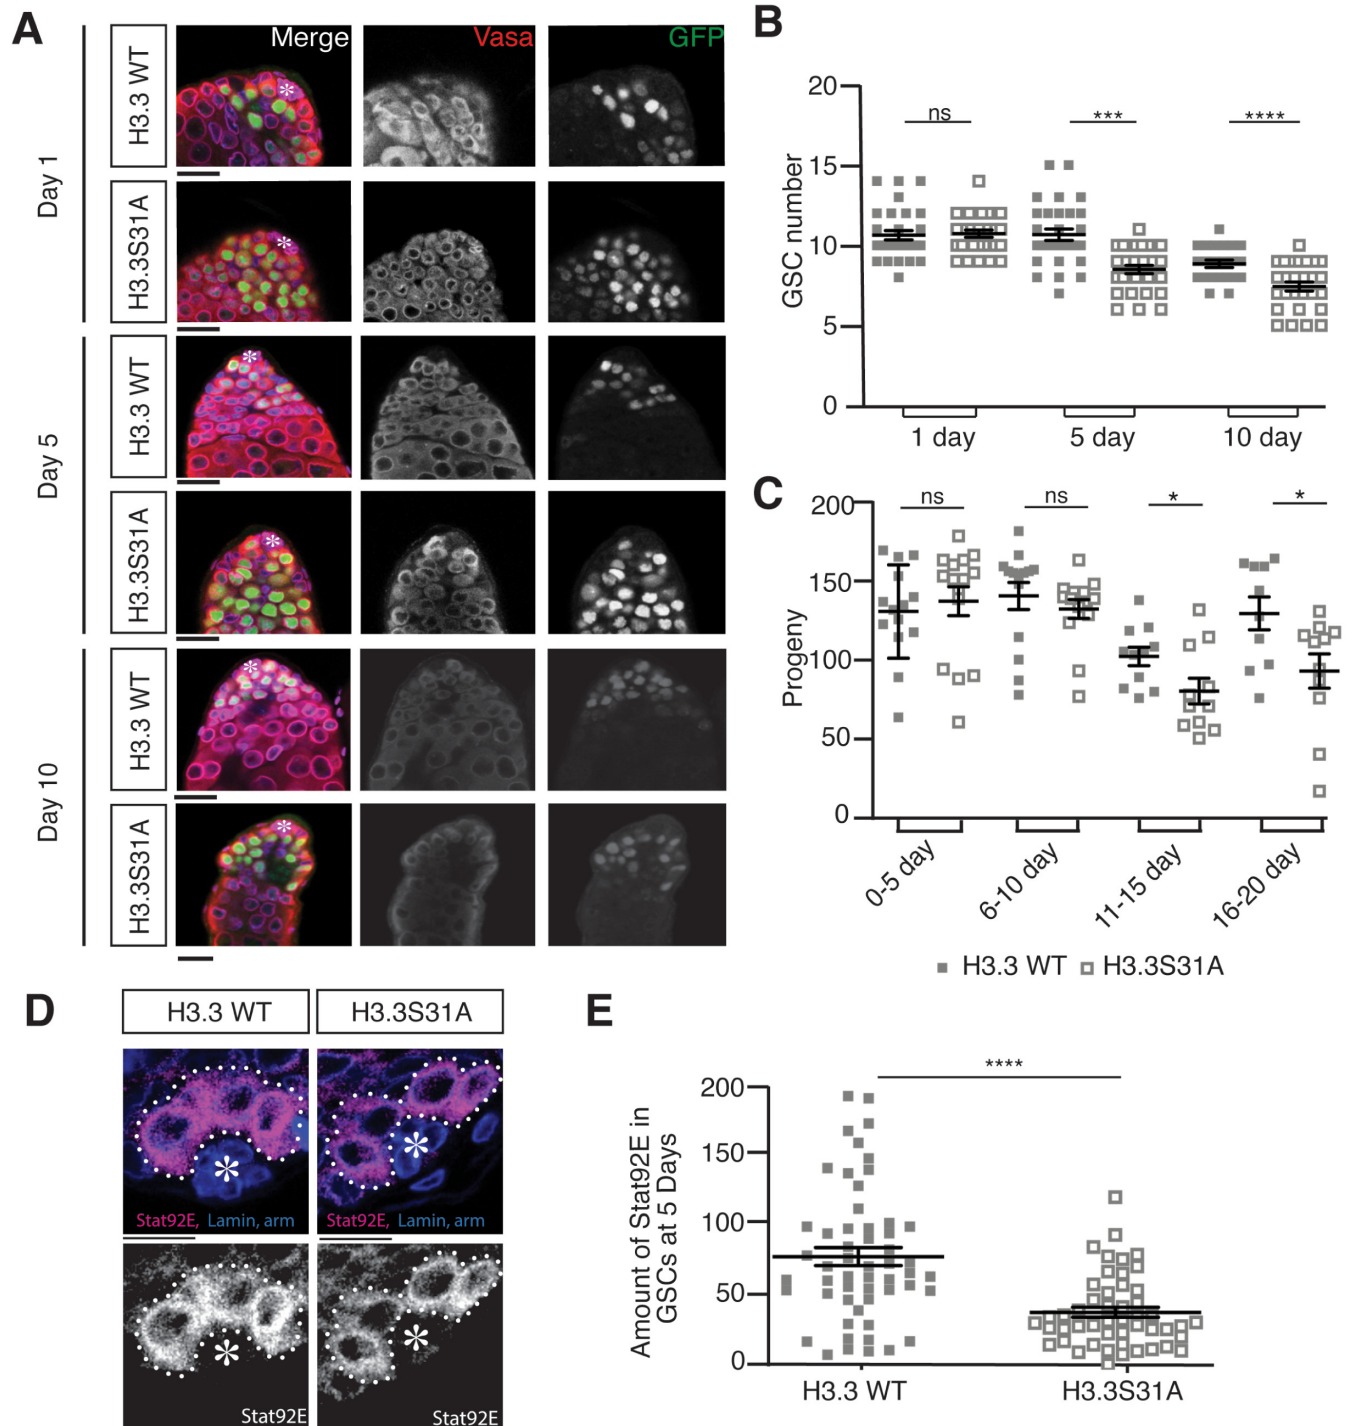 A
Merge
Vasa
GFP
Day 1
H3.3 WT
*
H3.3S31A
*
Day 5
H3.3 WT
*
H3.3S31A
*
Day 10
H3.3 WT
*
H3.3S31A
*
B
GSC number
20
15
10
5
0
ns
***
****
1 day
5 day
10 day
C
Progeny
200
150
100
50
0
ns
ns
*
*
0-5 day
6-10 day
11-15 day
16-20 day
H3.3 WT
H3.3S31A
D
H3.3 WT
H3.3S31A
*
*
Stat92E, Lamin, arm
Stat92E, Lamin, arm
*
*
Stat92E
Stat92E
E
Amount of Stat92E in
GSCs at 5 Days
200
150
100
50
0
****
H3.3 WT
H3.3S31A